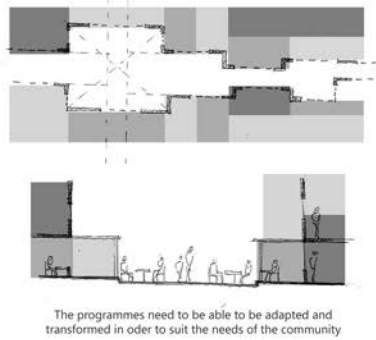 The programmes need to be able to be adapted and
transformed in oder to suit the needs of the community